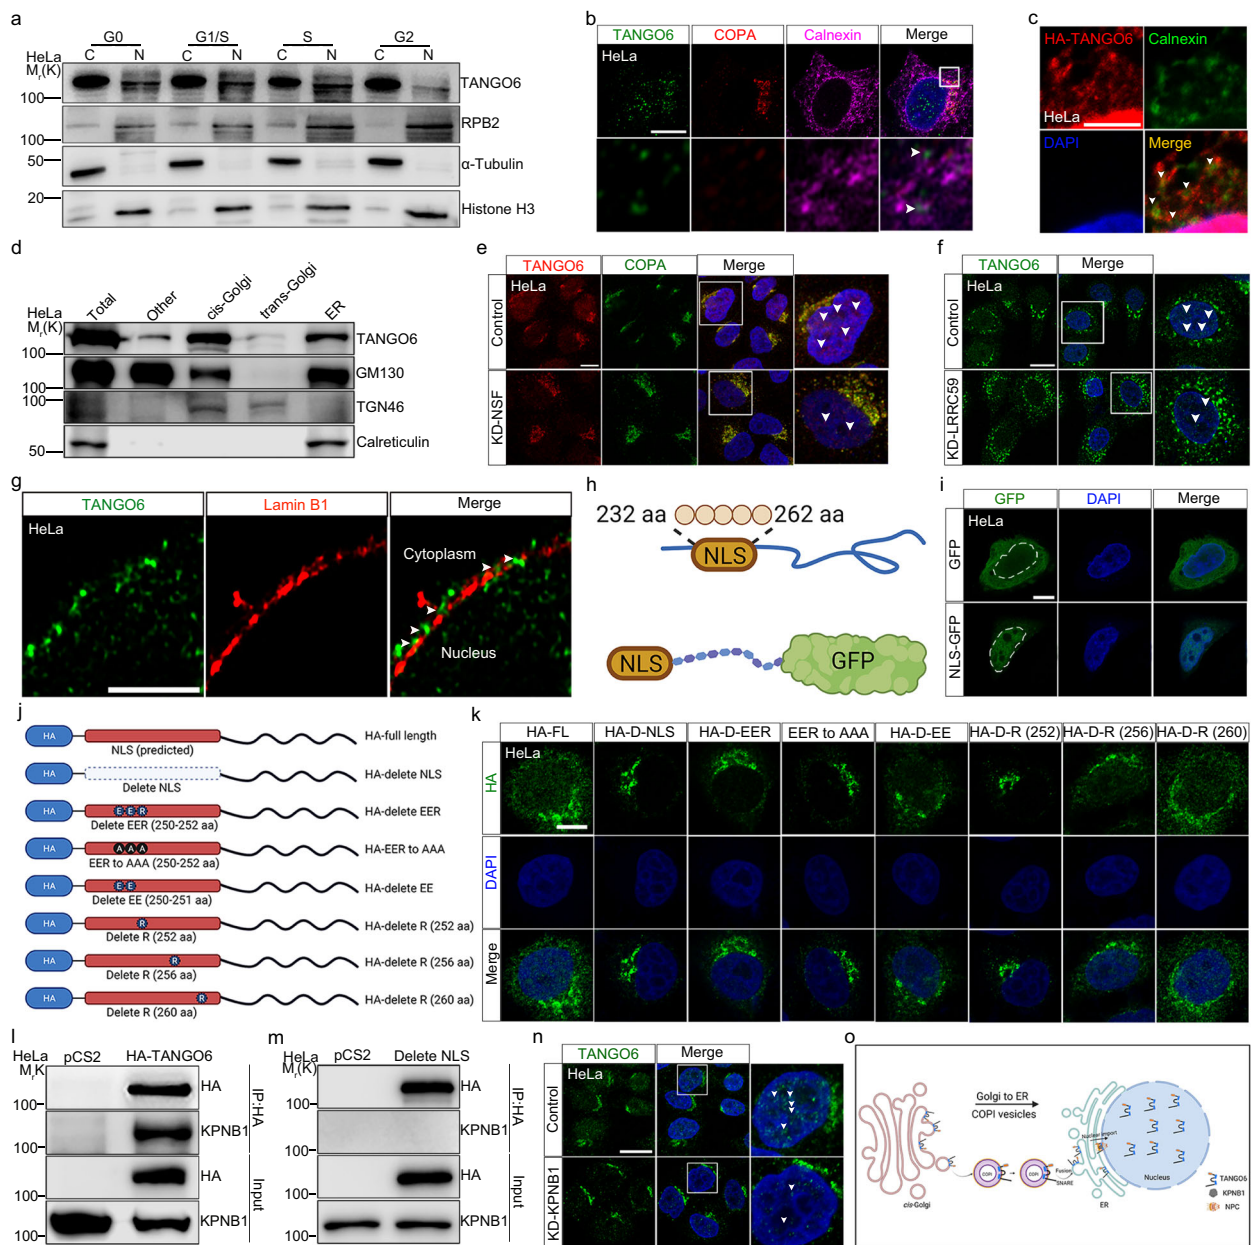 a
G0 G1/S S G2
HeLa C N C N C N C N
Mr(K)
TANGO6
100
RPB2
100
50
α-Tubulin
20
Histone H3
b
TANGO6 COPA Calnexin Merge
HeLa
c
HA-TANGO6 Calnexin
HeLa
DAPI Merge
d
Total Other cis-Golgi trans-Golgi ER
HeLa
Mr(K)
TANGO6
100
GM130
100
100
TGN46
Calreticulin
50
e
TANGO6 COPA Merge
HeLa
Control
KD-NSF
f
TANGO6 Merge
HeLa
Control
KD-LRRC59
g
TANGO6 Lamin B1 Merge
HeLa
Cytoplasm
Nucleus
h
232 aa 262 aa
NLS
NLS GFP
i
GFP DAPI Merge
HeLa
GFP
NLS-GFP
j
HA HA-full length
NLS (predicted)
HA HA-delete NLS
Delete NLS
HA E E R HA-delete EER
Delete EER (250-252 aa)
HA A A A HA-EER to AAA
EER to AAA (250-252 aa)
HA E E HA-delete EE
Delete EE (250-251 aa)
HA R HA-delete R (252 aa)
Delete R (252 aa)
HA R HA-delete R (256 aa)
Delete R (256 aa)
HA R HA-delete R (260 aa)
Delete R (260 aa)
k
HA-FL HA-D-NLS HA-D-EER EER to AAA HA-D-EE HA-D-R (252) HA-D-R (256) HA-D-R (260)
HeLa
HA
DAPI
Merge
l
HeLa pCS2 HA-TANGO6
MrK
HA
100
KPNB1
100
IP:HA
HA
100
KPNB1
100
Input
m
HeLa pCS2 Delete NLS
Mr(K)
HA
100
KPNB1
100
IP:HA
HA
100
KPNB1
100
Input
n
TANGO6 Merge
HeLa
Control
KD-KPNB1
o
Golgi to ER
COPI vesicles
Nuclear import
COPI COPI
Fusion
SNARE
cis-Golgi
ER
Nucleus
TANGO6
KPNB1
NPC